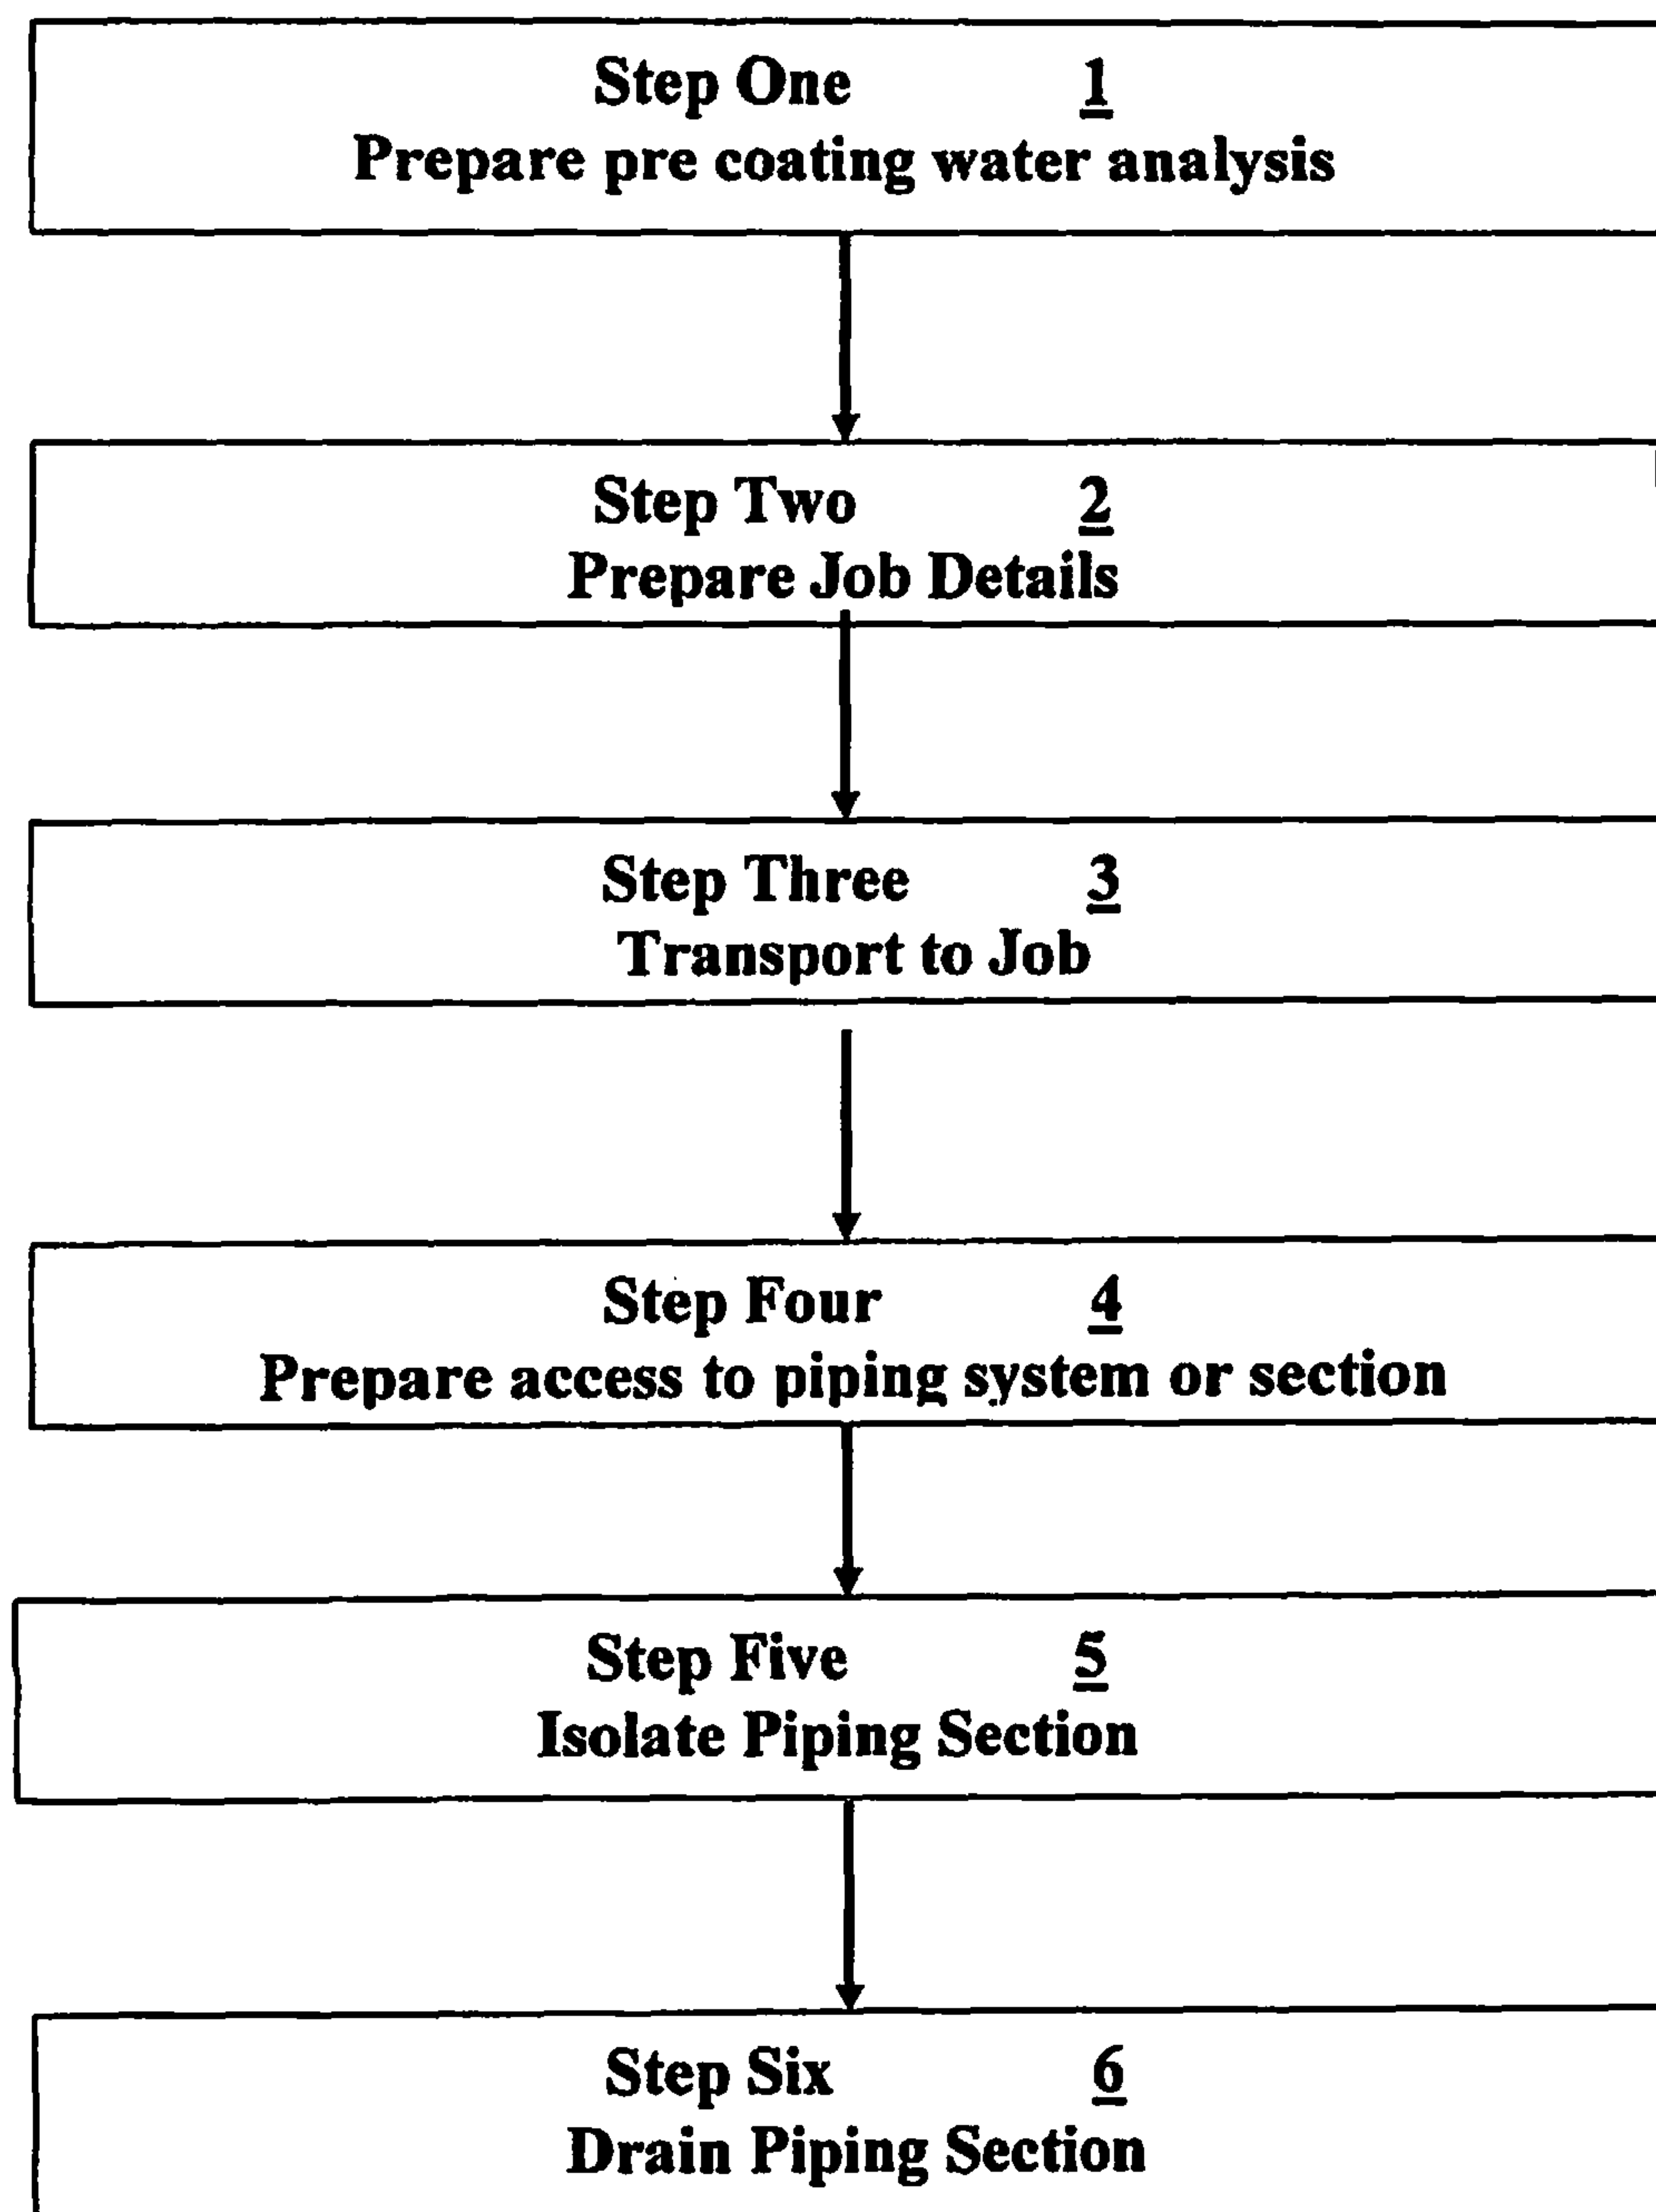 Step One 1
Prepare pre coating water analysis
Step Two 2
Prepare Job Details
Step Three 3
Transport to Job
Step Four 4
Prepare access to piping system or section
Step Five 5
Isolate Piping Section
Step Six 6
Drain Piping Section